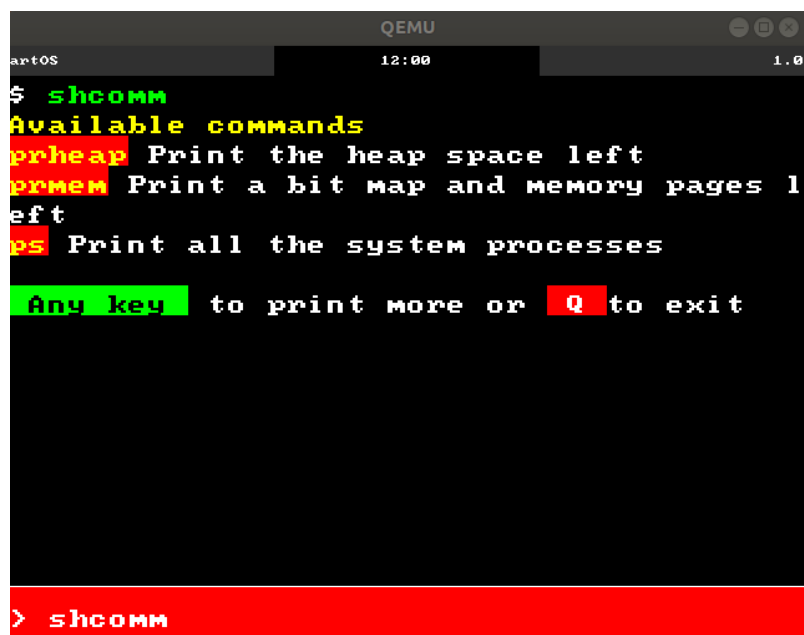 QEMU
artOS 12:00 1.0
$ shcomm
Available commands
prheap Print the heap space left
prmem Print a bit map and memory pages l
eft
ps Print all the system processes
Any key to print more or Q to exit
> shcomm